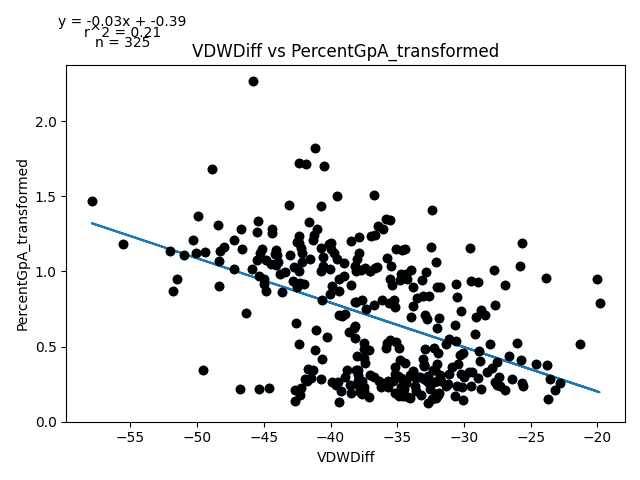 y = -0.03x + -0.39
r^2 = 0.21
n = 325
VDWDiff vs PercentGpA_transformed
2.0
1.5
1.0
0.5
0.0
PercentGpA_transformed
−55
−50
−45
−40
−35
−30
−25
−20
VDWDiff